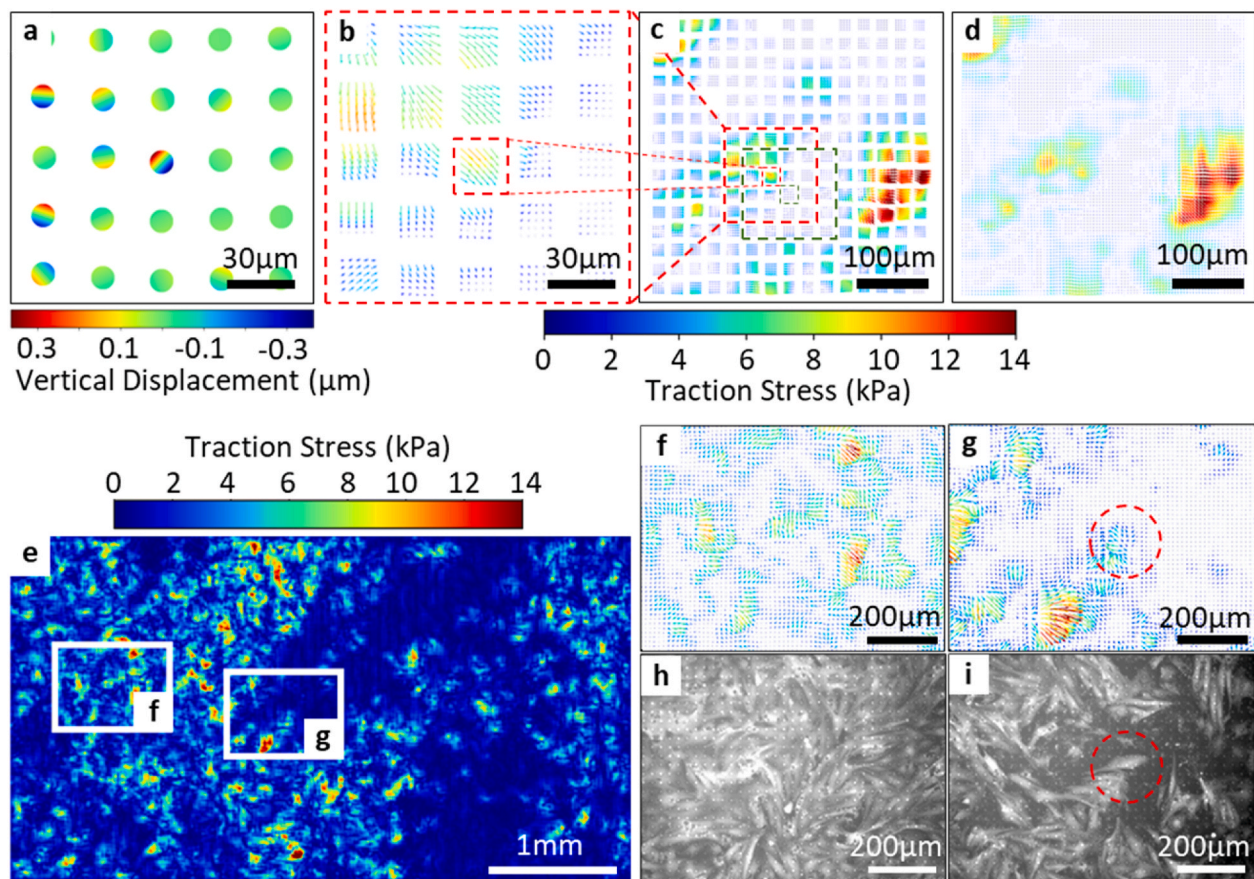 a
b
c
d
30μm
30μm
100μm
100μm
0.3 0.1 -0.1 -0.3
Vertical Displacement (μm)
0 2 4 6 8 10 12 14
Traction Stress (kPa)
Traction Stress (kPa)
0 2 4 6 8 10 12 14
e
f
g
1mm
f
200μm
g
200μm
h
200μm
i
200μm